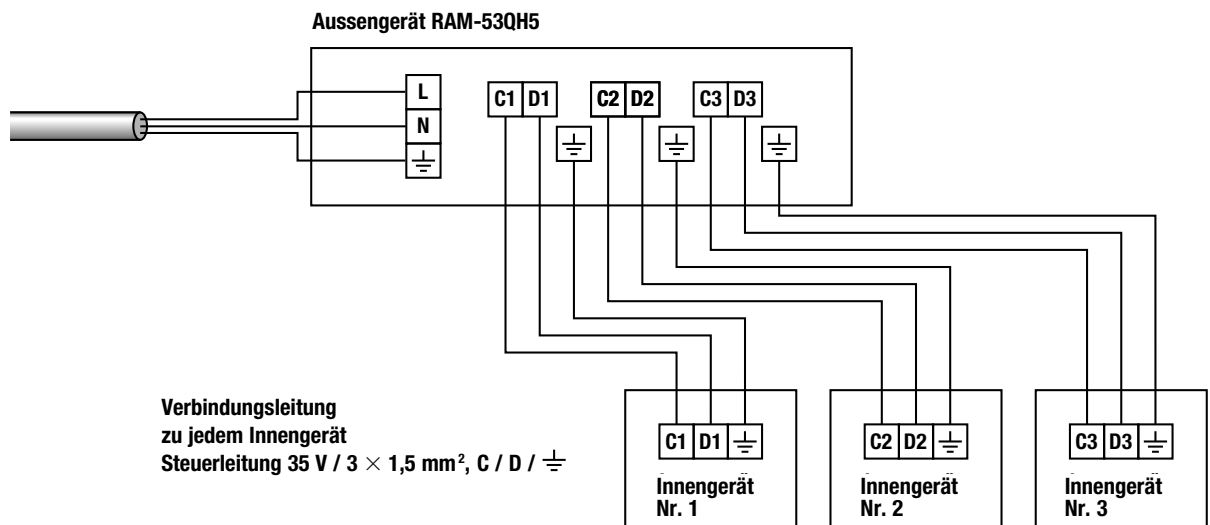 Aussengerät RAM-53QH5
L
N
C1 D1
C2 D2
C3 D3
Verbindungsleitung
zu jedem Innengerät
Steuerleitung 35 V / 3 × 1,5 mm², C / D / ⏚
C1 D1
Innengerät
Nr. 1
C2 D2
Innengerät
Nr. 2
C3 D3
Innengerät
Nr. 3